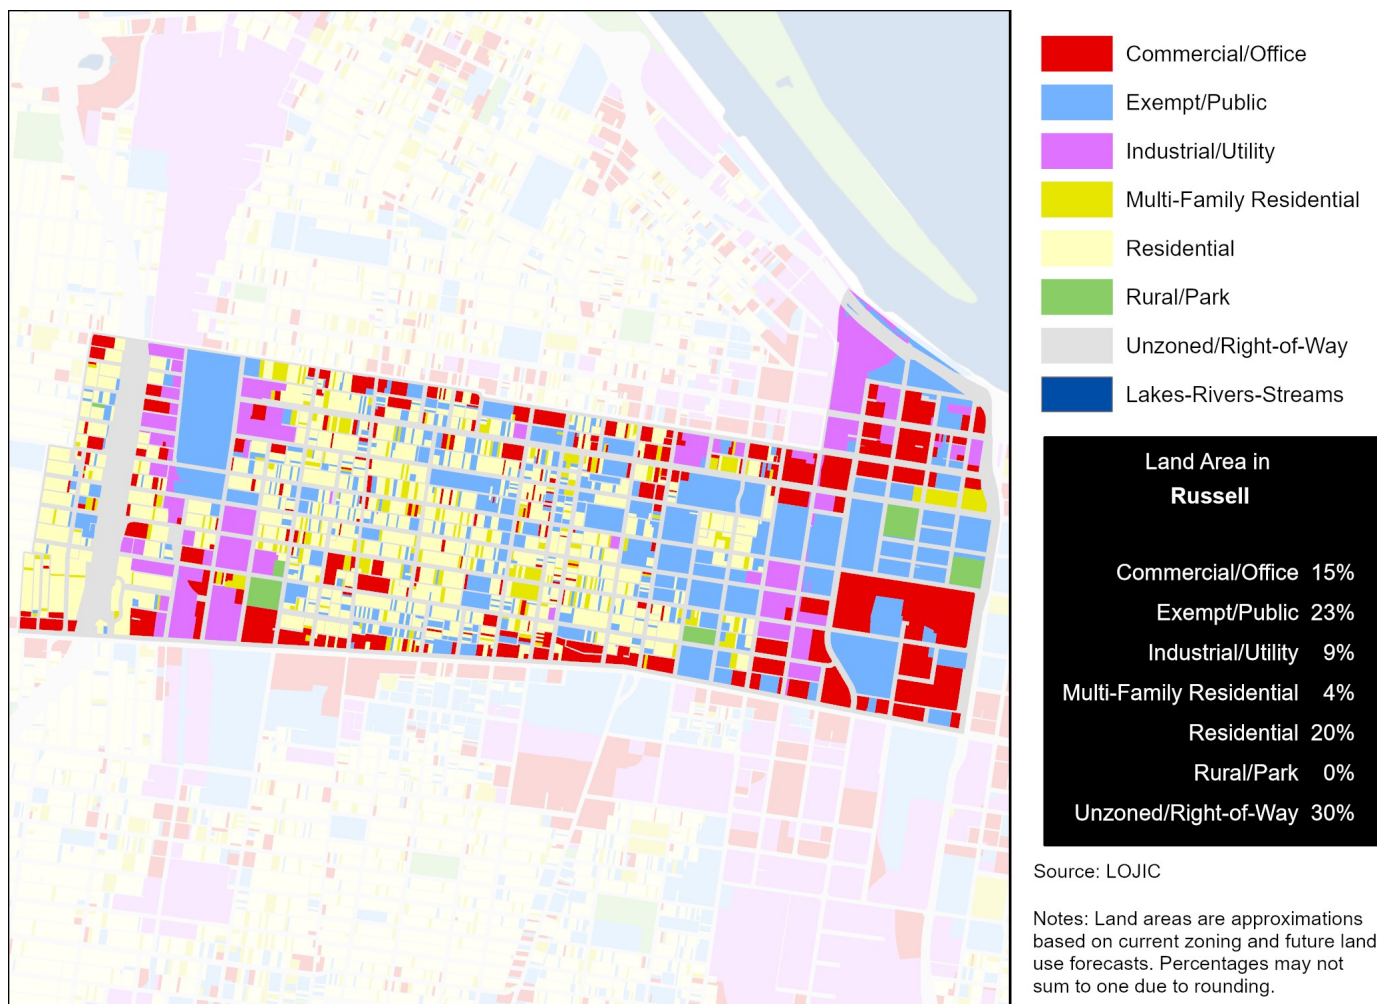 Commercial/Office
Exempt/Public
Industrial/Utility
Multi-Family Residential
Residential
Rural/Park
Unzoned/Right-of-Way
Lakes-Rivers-Streams
Land Area in
Russell
Commercial/Office 15%
Exempt/Public 23%
Industrial/Utility 9%
Multi-Family Residential 4%
Residential 20%
Rural/Park 0%
Unzoned/Right-of-Way 30%
Source: LOJIC
Notes: Land areas are approximations
based on current zoning and future land
use forecasts. Percentages may not
sum to one due to rounding.